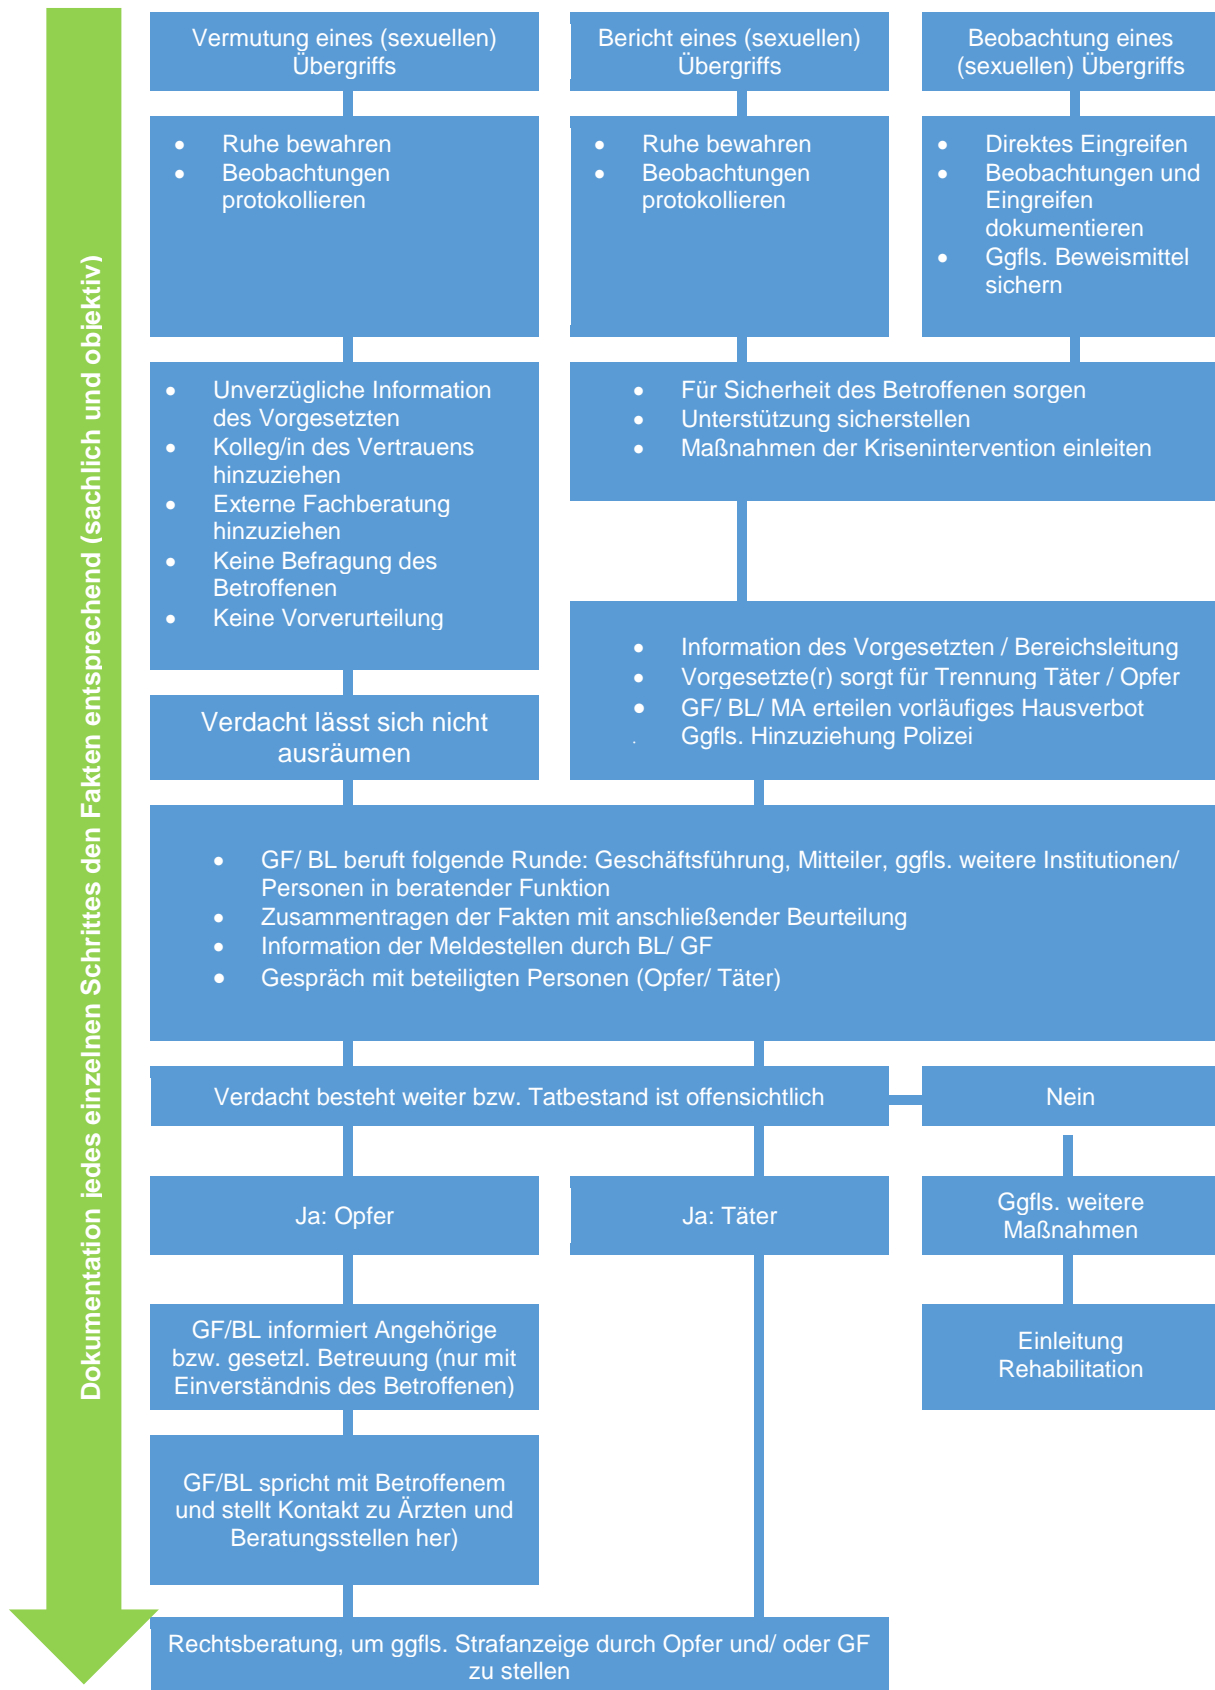 Dokumentation jedes einzelnen Schrittes den Fakten entsprechend (sachlich und objektiv)
Vermutung eines (sexuellen)
Übergriffs
Bericht eines (sexuellen)
Übergriffs
Beobachtung eines
(sexuellen) Übergriffs
• Ruhe bewahren
• Beobachtungen
protokollieren
• Ruhe bewahren
• Beobachtungen
protokollieren
• Direktes Eingreifen
• Beobachtungen und
Eingreifen
dokumentieren
• Ggfls. Beweismittel
sichern
• Unverzügliche Information
des Vorgesetzten
• Kolleg/in des Vertrauens
hinzuziehen
• Externe Fachberatung
hinzuziehen
• Keine Befragung des
Betroffenen
• Keine Vorverurteilung
• Für Sicherheit des Betroffenen sorgen
• Unterstützung sicherstellen
• Maßnahmen der Krisenintervention einleiten
• Information des Vorgesetzten / Bereichsleitung
• Vorgesetzte(r) sorgt für Trennung Täter / Opfer
• GF/ BL/ MA erteilen vorläufiges Hausverbot
. Ggfls. Hinzuziehung Polizei
Verdacht lässt sich nicht
ausräumen
• GF/ BL beruft folgende Runde: Geschäftsführung, Mitteiler, ggfls. weitere Institutionen/
Personen in beratender Funktion
• Zusammentragen der Fakten mit anschließender Beurteilung
• Information der Meldestellen durch BL/ GF
• Gespräch mit beteiligten Personen (Opfer/ Täter)
Verdacht besteht weiter bzw. Tatbestand ist offensichtlich
Nein
Ja: Opfer
Ja: Täter
Ggfls. weitere
Maßnahmen
GF/BL informiert Angehörige
bzw. gesetzl. Betreuung (nur mit
Einverständnis des Betroffenen)
Einleitung
Rehabilitation
GF/BL spricht mit Betroffenem
und stellt Kontakt zu Ärzten und
Beratungsstellen her)
Rechtsberatung, um ggfls. Strafanzeige durch Opfer und/ oder GF
zu stellen